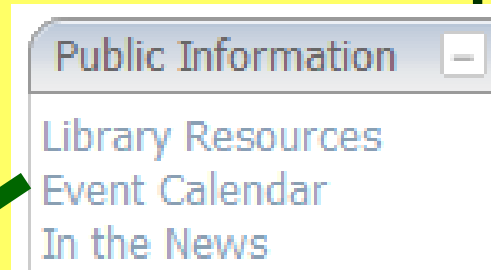 Public Information
Library Resources
Event Calendar
In the News